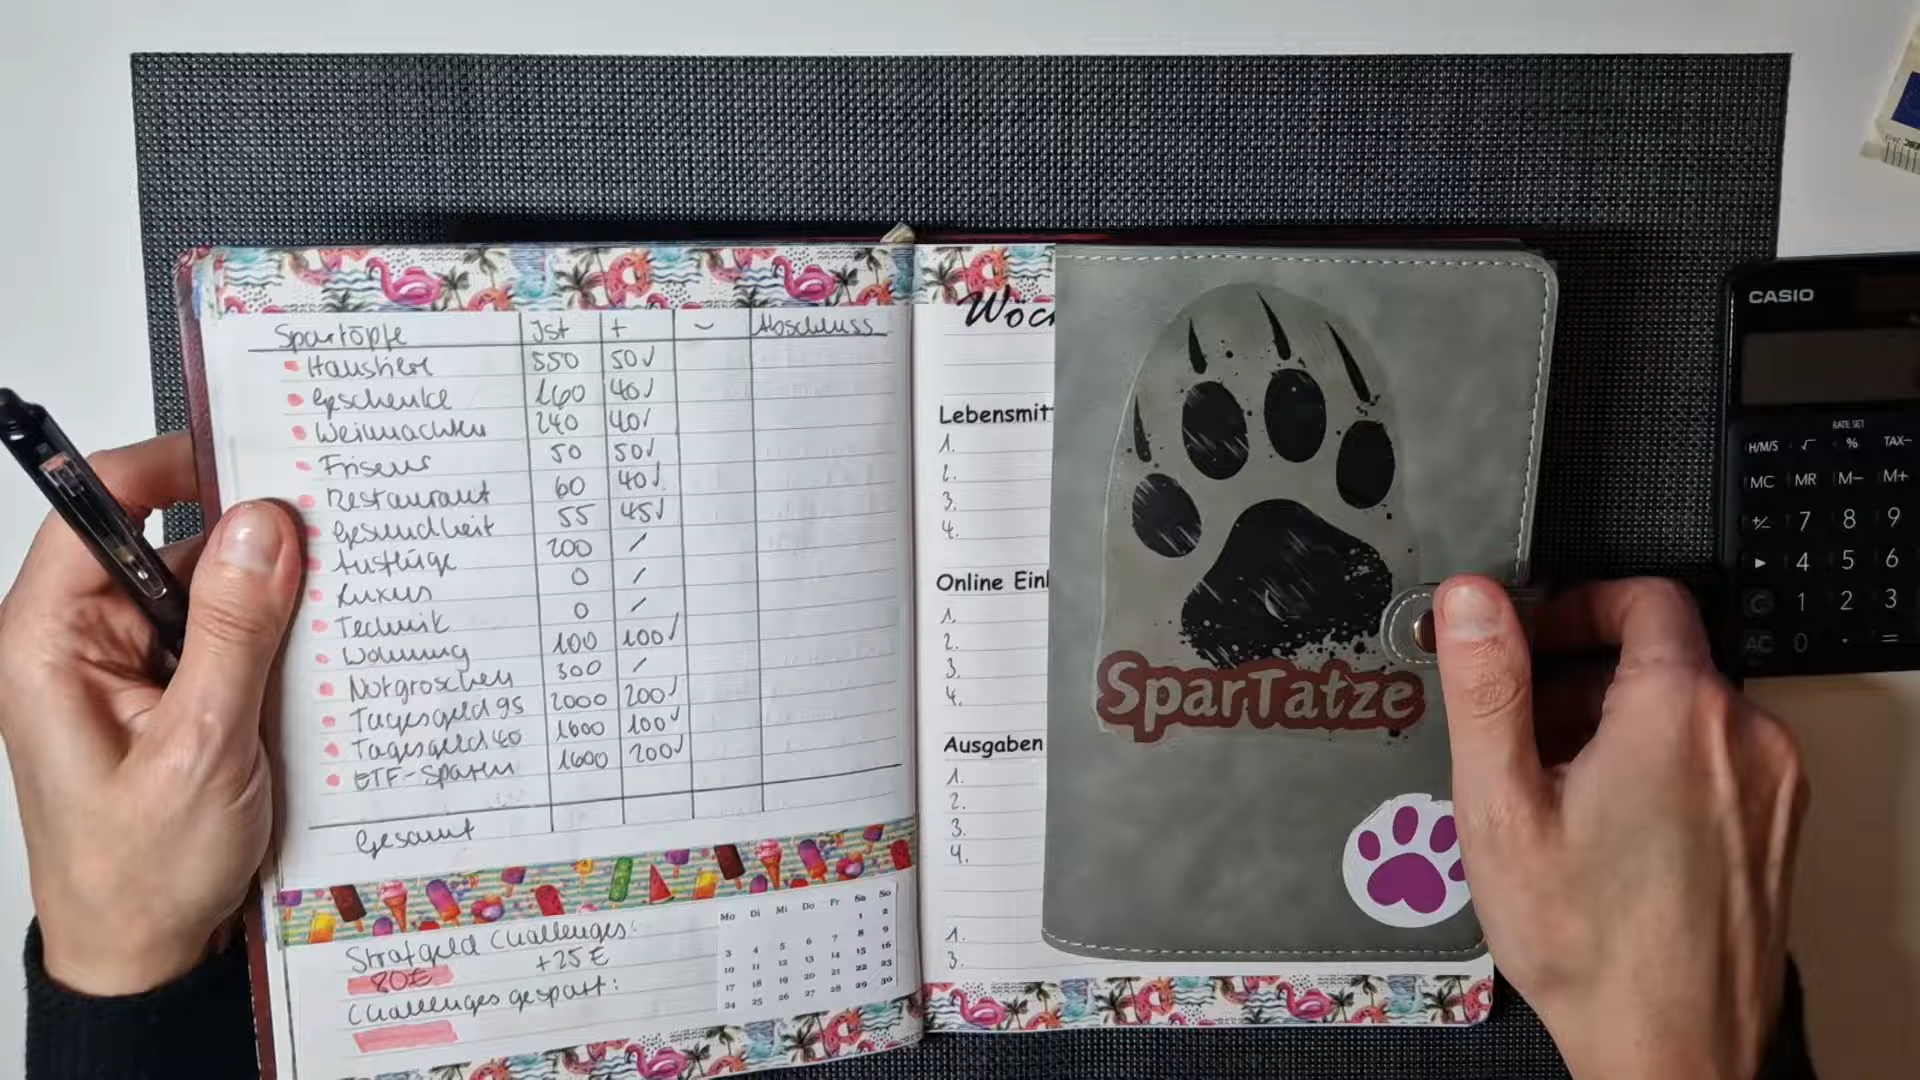 Spartöpfe Ist + - Abschluss
Haustiere 550 50✓
Geschenke 160 40✓
Weihnachten 240 40✓
Friseur 50 50✓
Restaurant 60 40✓
Gesundheit 55 45✓
Ausflüge 200 /
Luxus 0 /
Technik 0 /
Wohnung 100 100✓
Notgroschen 300 /
Tagesgeld 95 2000 200✓
Tagesgeld 40 1600 100✓
ETF-Sparen 1600 200✓
Gesamt
Strafgeld Challenges:
80€ +25€
Challenges gespart:
Mo Di Mi Do Fr Sa So
1 2
3 4 5 6 7 8 9
10 11 12 13 14 15 16
17 18 19 20 21 22 23
24 25 26 27 28 29 30
Lebensmit
1.
2.
3.
4.
Online Ein
1.
2.
3.
4.
Ausgaben
1.
2.
3.
4.
1.
3.
SparTatze
CASIO
RATE SET
H/M/S √ % TAX-
MC MR M- M+
+/- 7 8 9
▶ 4 5 6
C 1 2 3
AC 0 · =